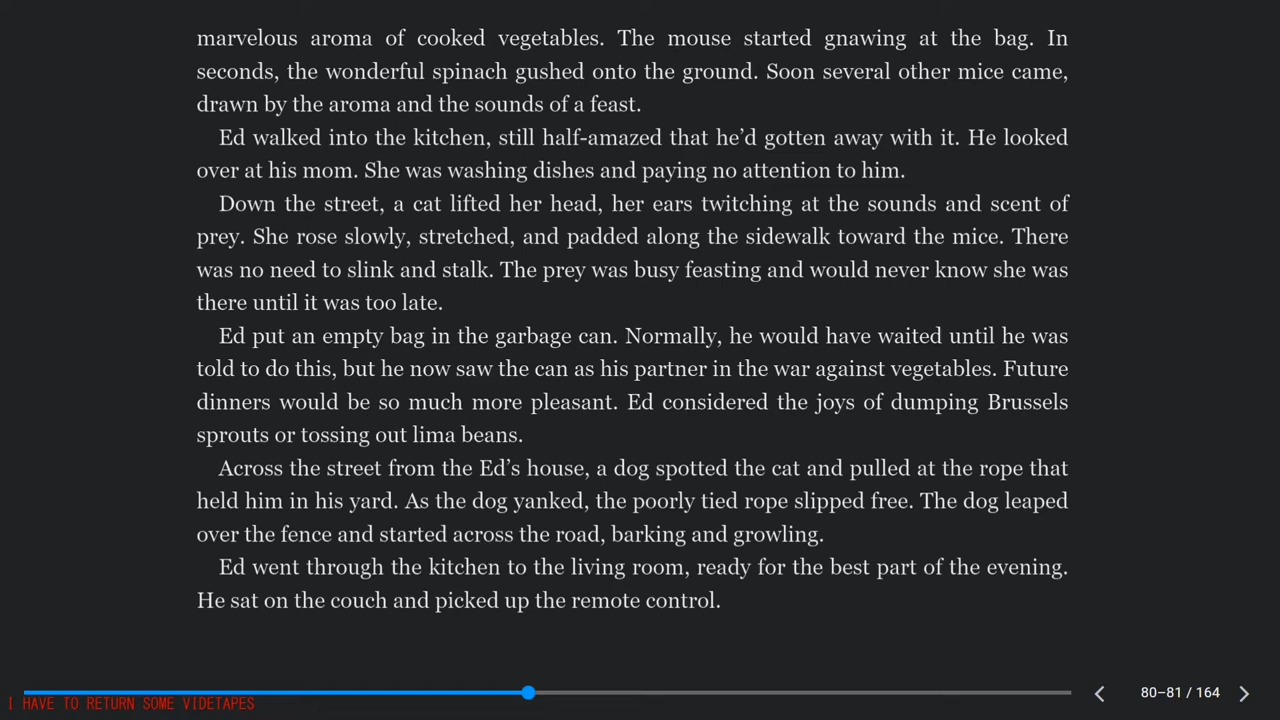 marvelous aroma of cooked vegetables. The mouse started gnawing at the bag. In
seconds, the wonderful spinach gushed onto the ground. Soon several other mice came,
drawn by the aroma and the sounds of a feast.
Ed walked into the kitchen, still half-amazed that he’d gotten away with it. He looked
over at his mom. She was washing dishes and paying no attention to him.
Down the street, a cat lifted her head, her ears twitching at the sounds and scent of
prey. She rose slowly, stretched, and padded along the sidewalk toward the mice. There
was no need to slink and stalk. The prey was busy feasting and would never know she was
there until it was too late.
Ed put an empty bag in the garbage can. Normally, he would have waited until he was
told to do this, but he now saw the can as his partner in the war against vegetables. Future
dinners would be so much more pleasant. Ed considered the joys of dumping Brussels
sprouts or tossing out lima beans.
Across the street from the Ed’s house, a dog spotted the cat and pulled at the rope that
held him in his yard. As the dog yanked, the poorly tied rope slipped free. The dog leaped
over the fence and started across the road, barking and growling.
Ed went through the kitchen to the living room, ready for the best part of the evening.
He sat on the couch and picked up the remote control.
80–81 / 164
I HAVE TO RETURN SOME VIDETAPES